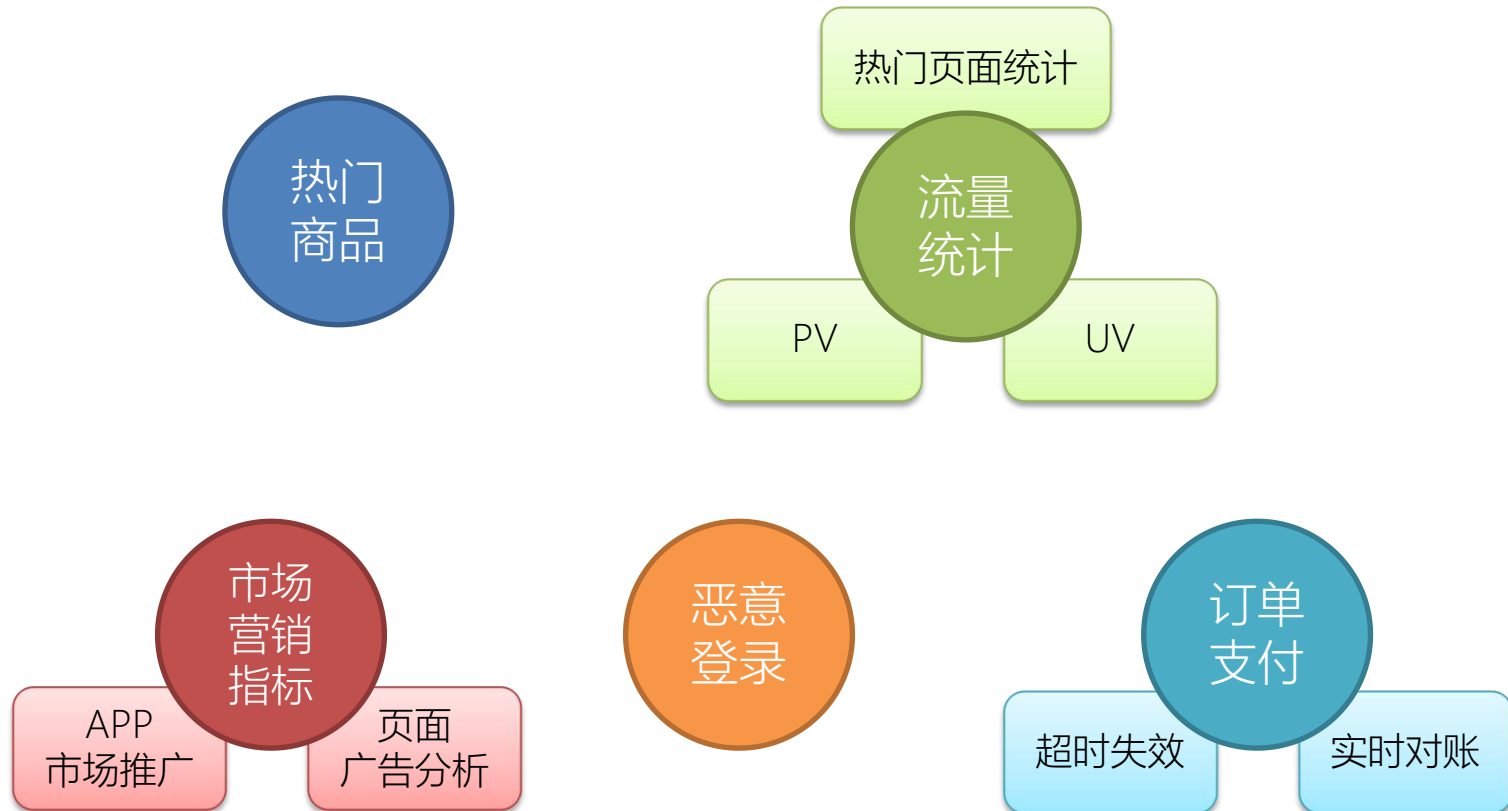 热门页面统计
热门
商品
流量
统计
PV
UV
市场
营销
指标
APP
市场推广
页面
广告分析
恶意
登录
订单
支付
超时失效
实时对账